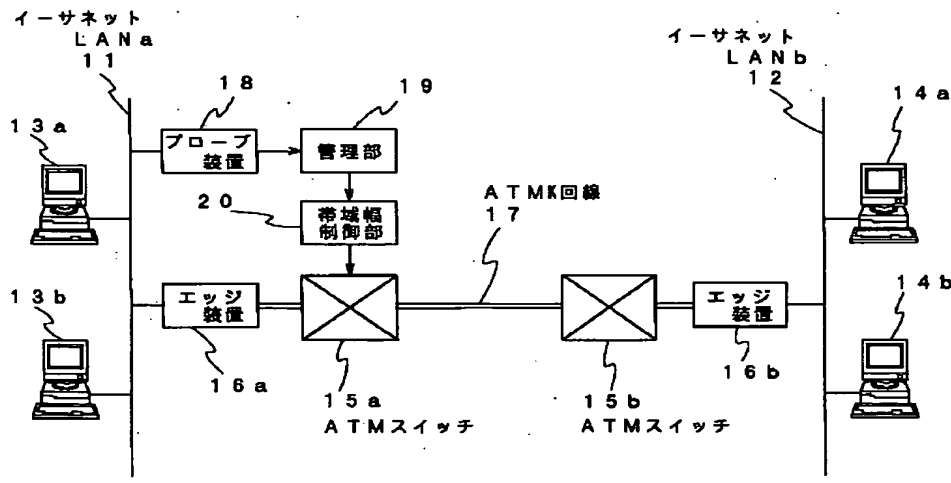 イーサネット
LANa
11
イーサネット
LANb
12
13a
18
プローブ
装置
19
管理部
14a
20
帯域幅
制御部
ATMK回線
17
13b
エッジ
装置
16a
15a
ATMスイッチ
15b
ATMスイッチ
エッジ
装置
16b
14b